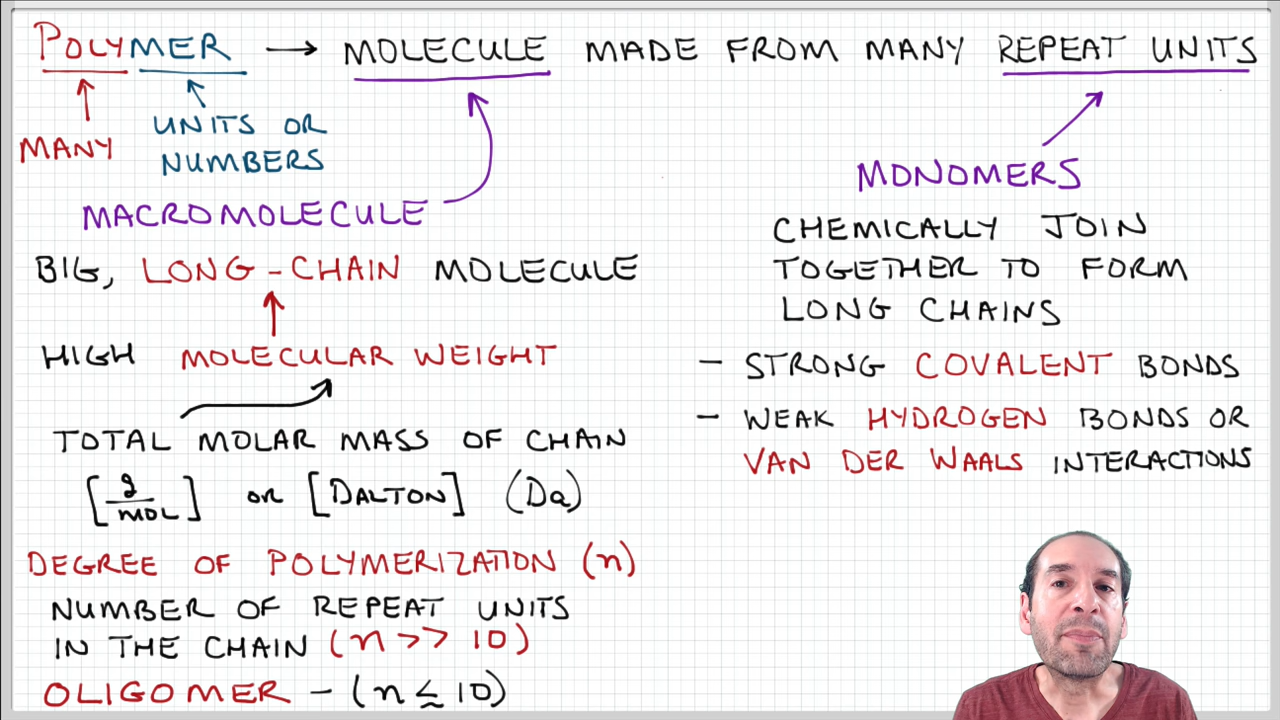 POLYMER → MOLECULE MADE FROM MANY REPEAT UNITS
MANY
UNITS OR
NUMBERS
MACROMOLECULE
BIG, LONG-CHAIN MOLECULE
HIGH MOLECULAR WEIGHT
TOTAL MOLAR MASS OF CHAIN
[g/MOL] or [DALTON] (Da)
DEGREE OF POLYMERIZATION (n)
NUMBER OF REPEAT UNITS
IN THE CHAIN (n >> 10)
OLIGOMER - (n ≤ 10)
MONOMERS
CHEMICALLY JOIN
TOGETHER TO FORM
LONG CHAINS
- STRONG COVALENT BONDS
- WEAK HYDROGEN BONDS OR
VAN DER WAALS INTERACTIONS